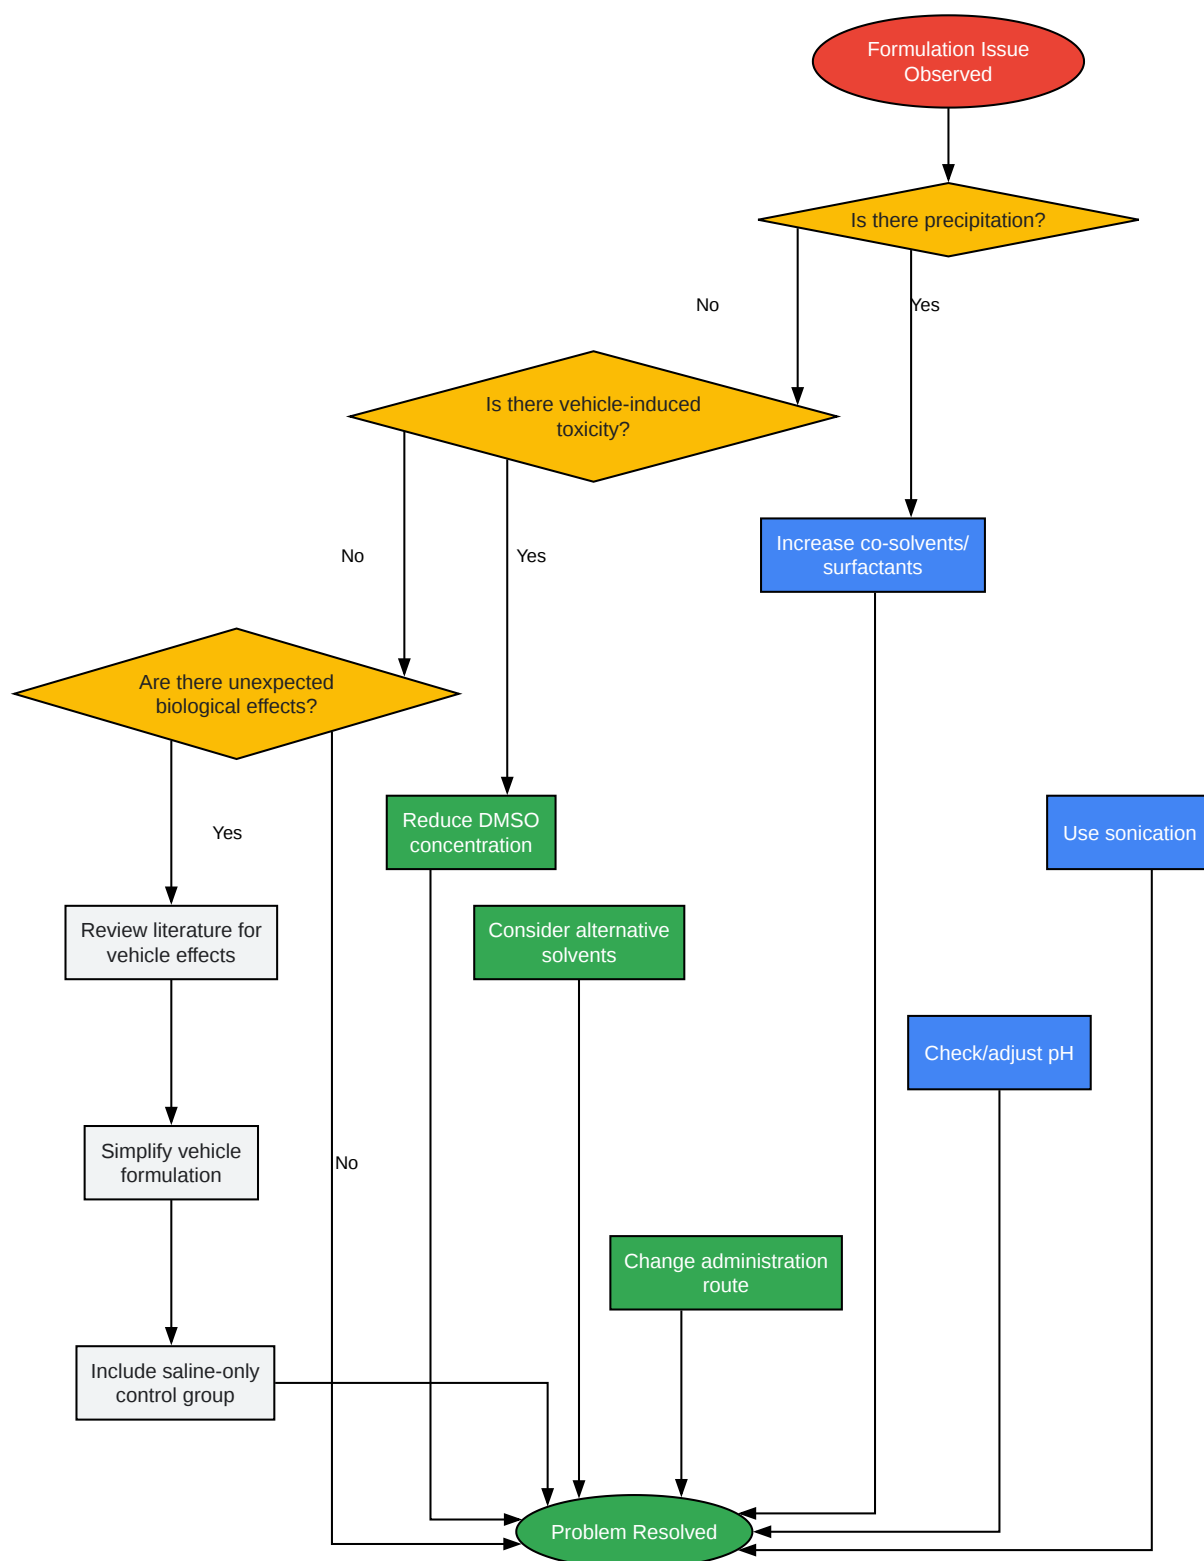 Formulation Issue
Observed
Is there precipitation?
No
Yes
Is there vehicle-induced
toxicity?
No
Yes
Increase co-solvents/
surfactants
Are there unexpected
biological effects?
Yes
Reduce DMSO
concentration
Use sonication
Review literature for
vehicle effects
Consider alternative
solvents
Check/adjust pH
Simplify vehicle
formulation
No
Change administration
route
Include saline-only
control group
Problem Resolved